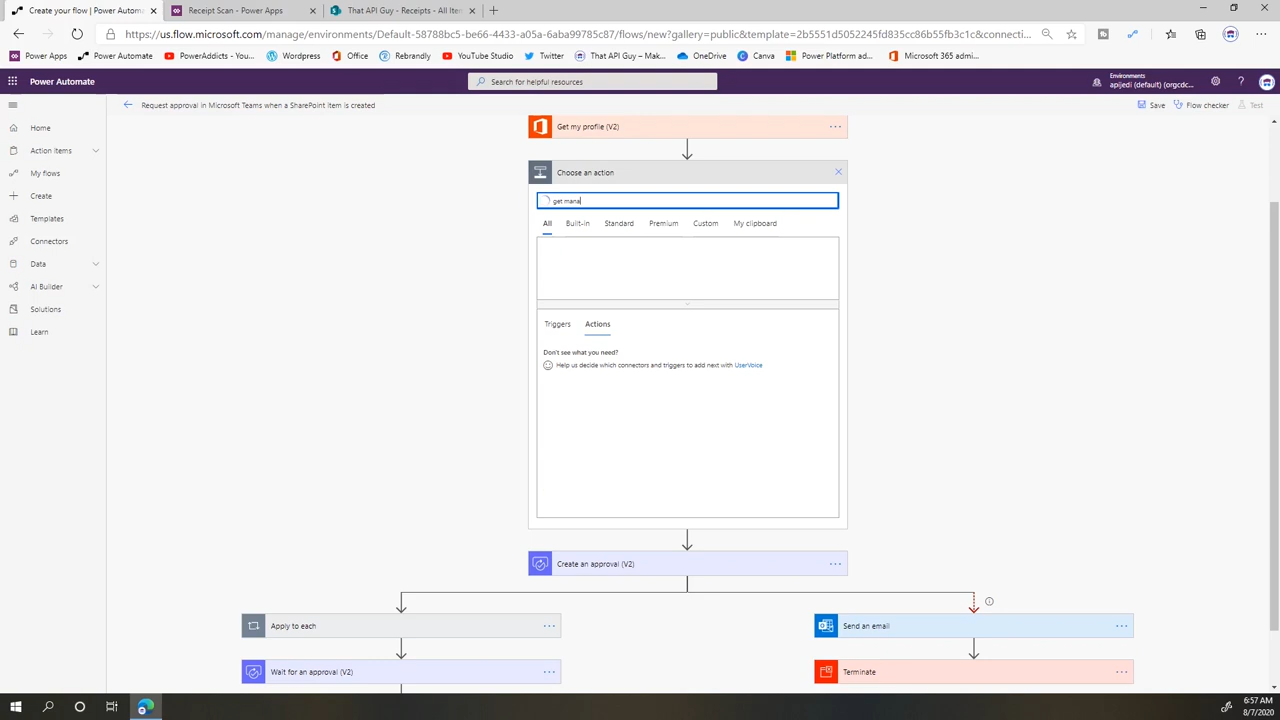 Create your flow | Power Automate
Receipt Scan - Power Apps
That API Guy - Receipts - All Iten
https://us.flow.microsoft.com/manage/environments/Default-58788bc5-be66-4433-a05a-6aba99785c87/flows/new?gallery=public&template=2b5551d5052245fd835cc86b55fb3c1c&connecti...
Power Apps
Power Automate
YouTube
PowerAddicts - You...
Wordpress
Office
Rebrandly
YouTube Studio
Twitter
That API Guy – Mak...
OneDrive
Canva
Power Platform ad...
Microsoft 365 admi...
Power Automate
Search for helpful resources
Environments
apijedi (default) (orgcdc...
Request approval in Microsoft Teams when a SharePoint item is created
Save
Flow checker
Test
Home
Action items
My flows
Create
Templates
Connectors
Data
AI Builder
Solutions
Learn
Get my profile (V2)
Choose an action
get mana
All
Built-in
Standard
Premium
Custom
My clipboard
Triggers
Actions
Don't see what you need?
Help us decide which connectors and triggers to add next with UserVoice
Create an approval (V2)
Apply to each
Send an email
Wait for an approval (V2)
Terminate
6:57 AM
8/7/2020